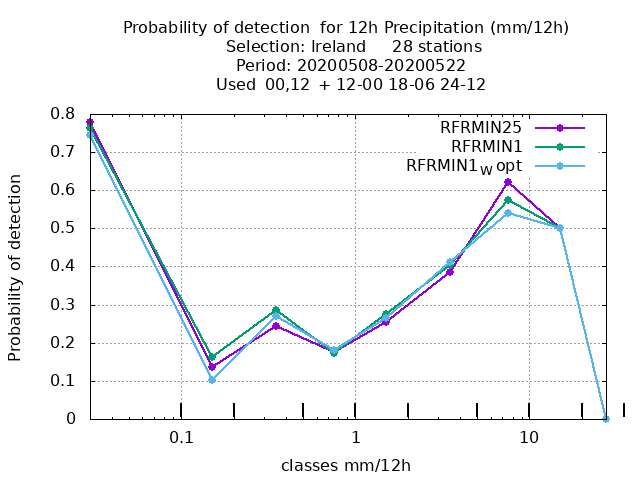 Probability of detection  for 12h Precipitation (mm/12h)
Selection: Ireland     28 stations
Period: 20200508-20200522
Used  00,12  + 12-00 18-06 24-12
RFRMIN25
RFRMIN1
RFRMIN1W opt
0.8
0.7
0.6
0.5
0.4
0.3
0.2
0.1
0
Probability of detection
0.1 1 10
classes mm/12h